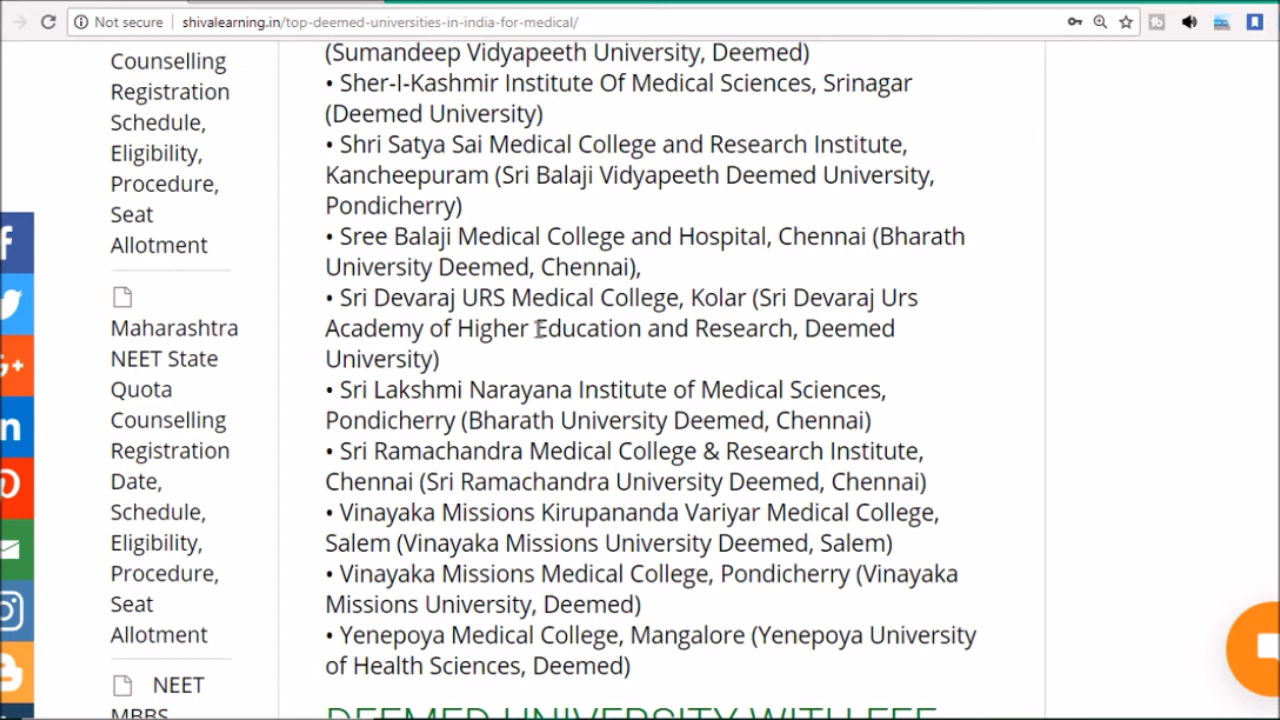 Not secure
shivalearning.in/top-deemed-universities-in-india-for-medical/
Counselling
Registration
Schedule,
Eligibility,
Procedure,
Seat
Allotment
Maharashtra
NEET State
Quota
Counselling
Registration
Date,
Schedule,
Eligibility,
Procedure,
Seat
Allotment
NEET
MBBS
(Sumandeep Vidyapeeth University, Deemed)
• Sher-I-Kashmir Institute Of Medical Sciences, Srinagar
(Deemed University)
• Shri Satya Sai Medical College and Research Institute,
Kancheepuram (Sri Balaji Vidyapeeth Deemed University,
Pondicherry)
• Sree Balaji Medical College and Hospital, Chennai (Bharath
University Deemed, Chennai),
• Sri Devaraj URS Medical College, Kolar (Sri Devaraj Urs
Academy of Higher Education and Research, Deemed
University)
• Sri Lakshmi Narayana Institute of Medical Sciences,
Pondicherry (Bharath University Deemed, Chennai)
• Sri Ramachandra Medical College & Research Institute,
Chennai (Sri Ramachandra University Deemed, Chennai)
• Vinayaka Missions Kirupananda Variyar Medical College,
Salem (Vinayaka Missions University Deemed, Salem)
• Vinayaka Missions Medical College, Pondicherry (Vinayaka
Missions University, Deemed)
• Yenepoya Medical College, Mangalore (Yenepoya University
of Health Sciences, Deemed)
DEEMED UNIVERSITY WITH FEE